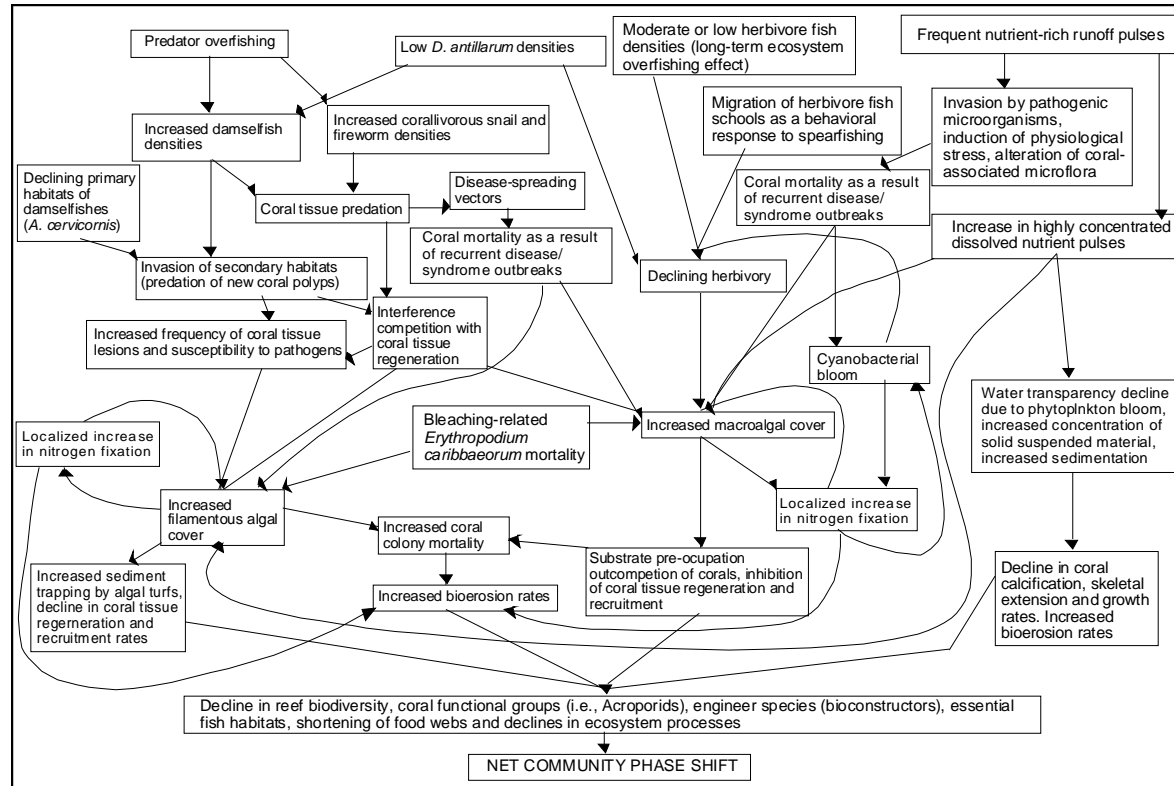 Predator overfishing
Low D. antillarum densities
Moderate or low herbivore fish
densities (long-term ecosystem
overfishing effect)
Frequent nutrient-rich runoff pulses
Increased damselfish
densities
Increased corallivorous snail and
fireworm densities
Migration of herbivore fish
schools as a behavioral
response to spearfishing
Invasion by pathogenic
microorganisms,
induction of physiological
stress, alteration of coral-
associated microflora
Declining primary
habitats of
damselfishes
(A. cervicornis)
Coral tissue predation
Disease-spreading
vectors
Coral mortality as a result
of recurrent disease/
syndrome outbreaks
Coral mortality as a result
of recurrent disease/
syndrome outbreaks
Increase in highly concentrated
dissolved nutrient pulses
Invasion of secondary habitats
(predation of new coral polyps)
Declining herbivory
Increased frequency of coral tissue
lesions and susceptibility to pathogens
Interference
competition with
coral tissue
regeneration
Cyanobacterial
bloom
Water transparency decline
due to phytoplnkton bloom,
increased concentration of
solid suspended material,
increased sedimentation
Localized increase
in nitrogen fixation
Bleaching-related
Erythropodium
caribbaeorum mortality
Increased macroalgal cover
Increased
filamentous algal
cover
Increased coral
colony mortality
Localized increase
in nitrogen fixation
Increased sediment
trapping by algal turfs,
decline in coral tissue
regerneration and
recruitment rates
Increased bioerosion rates
Substrate pre-ocupation
outcompetion of corals, inhibition
of coral tissue regeneration and
recruitment
Decline in coral
calcification, skeletal
extension and growth
rates. Increased
bioerosion rates
Decline in reef biodiversity, coral functional groups (i.e., Acroporids), engineer species (bioconstructors), essential
fish habitats, shortening of food webs and declines in ecosystem processes
NET COMMUNITY PHASE SHIFT